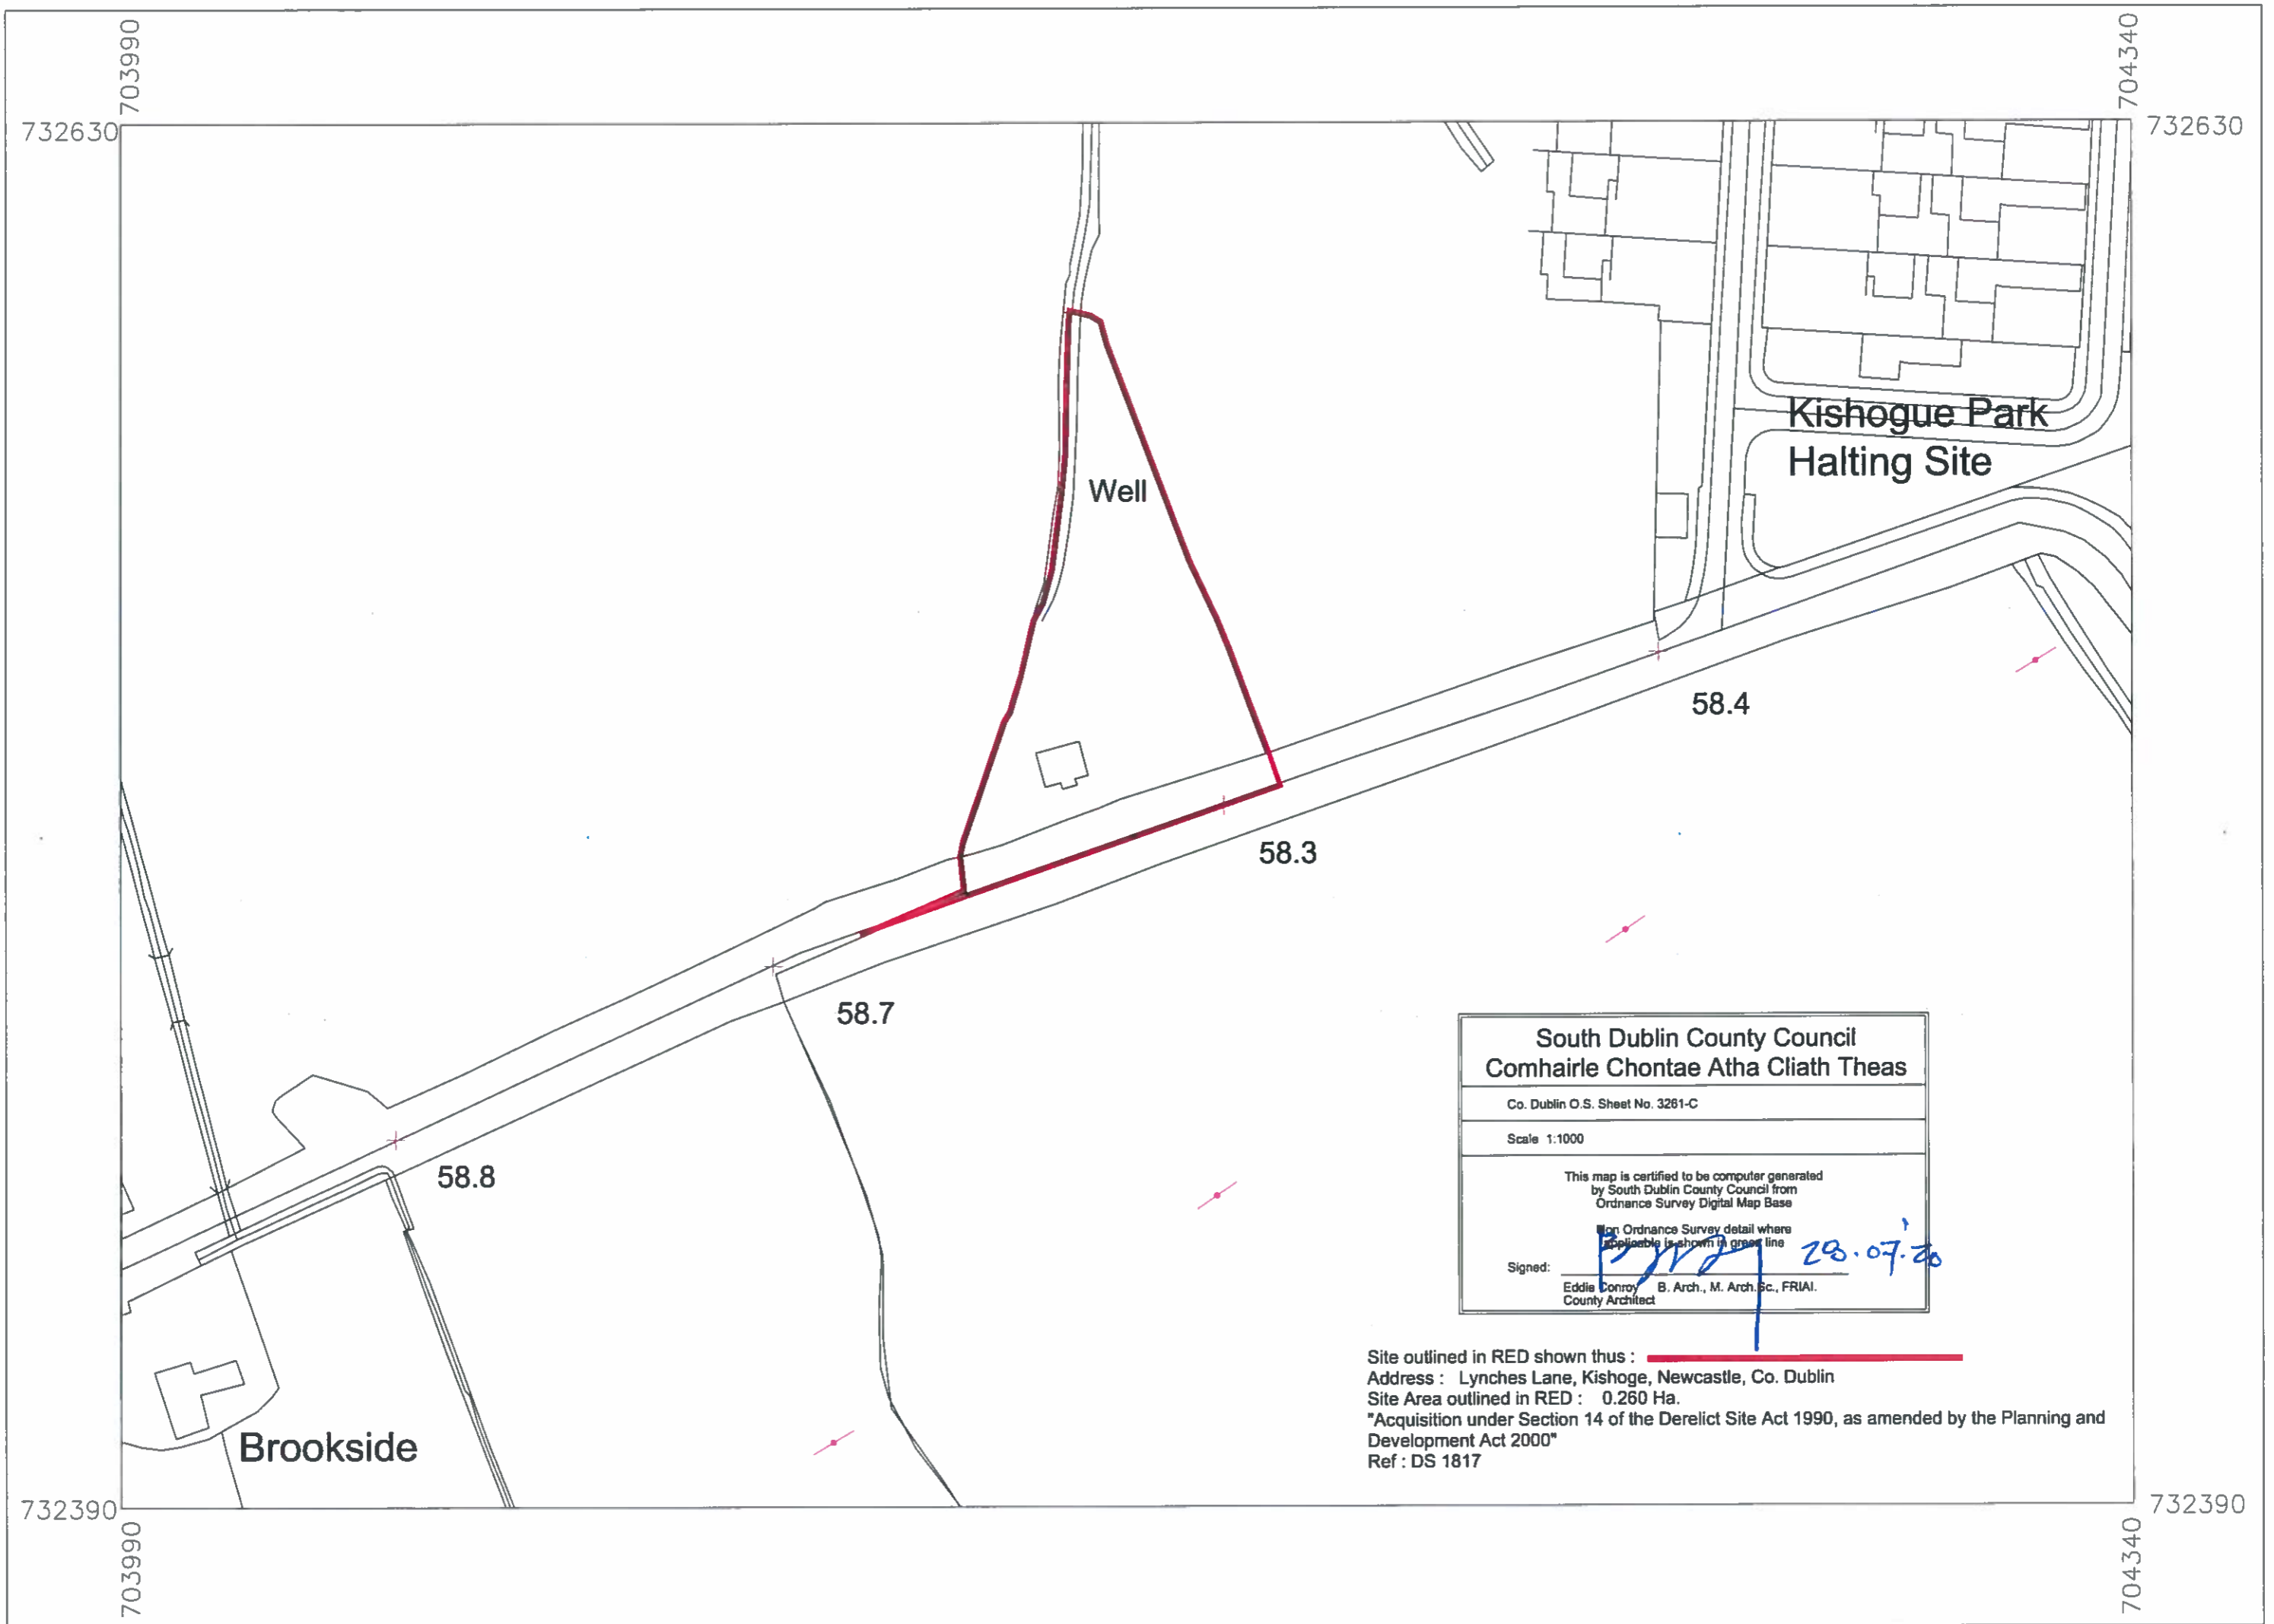 703990
704340
732630
732630
Kishogue Park
Halting Site
Well
58.4
58.3
58.7
58.8
South Dublin County Council
Comhairle Chontae Atha Cliath Theas
Co. Dublin O.S. Sheet No. 3261-C
Scale 1:1000
This map is certified to be computer generated
by South Dublin County Council from
Ordnance Survey Digital Map Base
Non Ordnance Survey detail where
applicable is shown in green line
28.07.20
Signed:
Eddie Conroy B. Arch., M. Arch.Sc., FRIAI.
County Architect
Site outlined in RED shown thus :
Address : Lynches Lane, Kishoge, Newcastle, Co. Dublin
Site Area outlined in RED : 0.260 Ha.
"Acquisition under Section 14 of the Derelict Site Act 1990, as amended by the Planning and
Development Act 2000"
Ref : DS 1817
Brookside
732390
732390
703990
704340